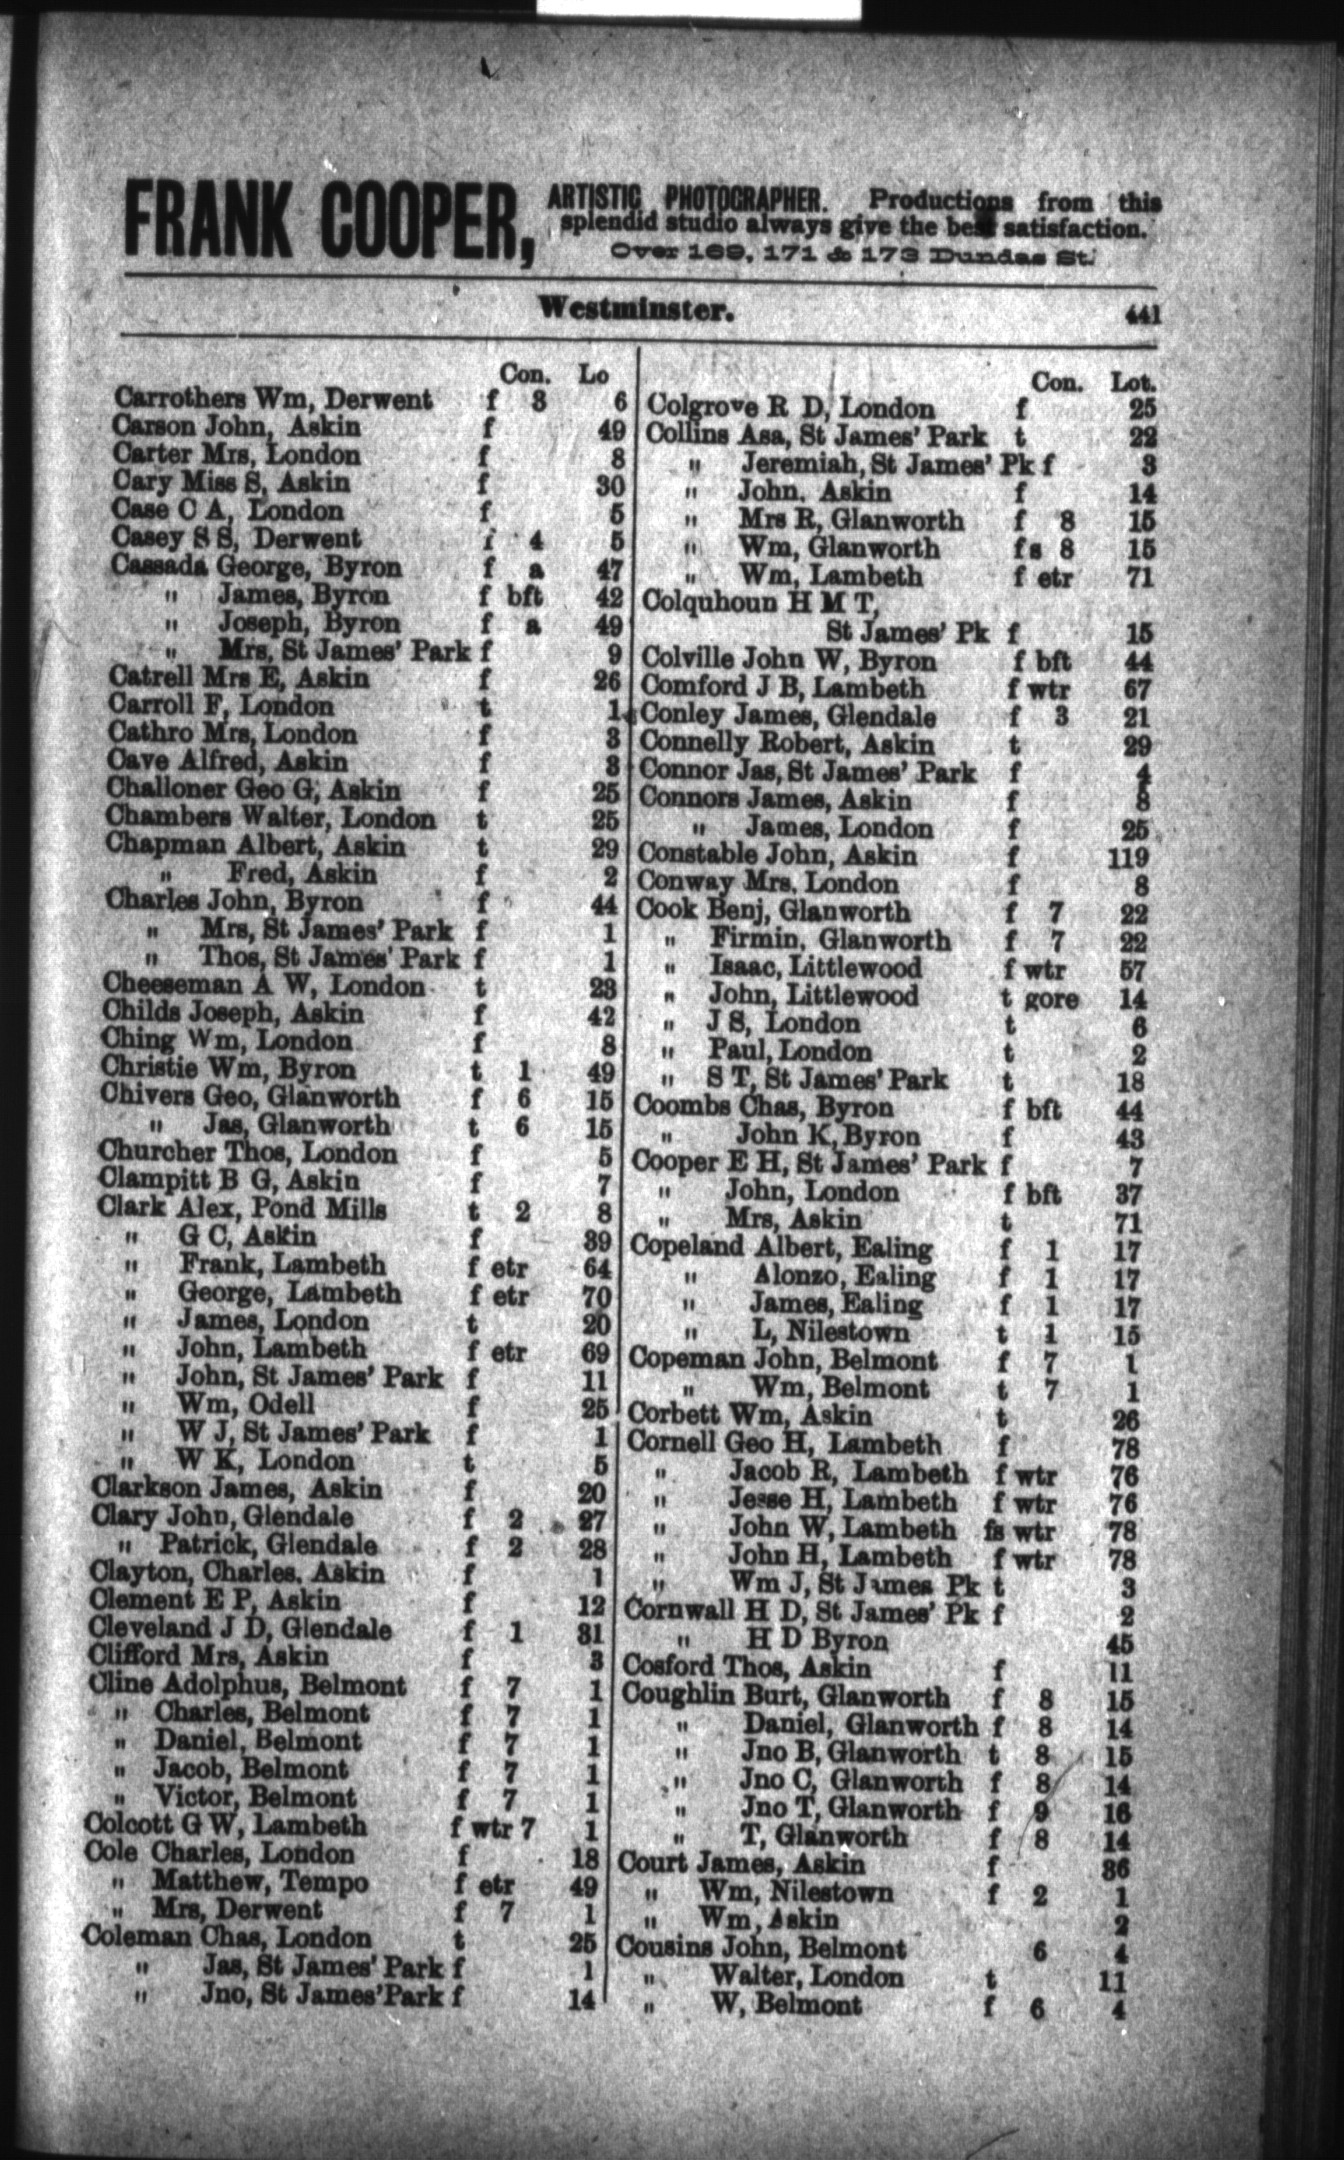 FRANK COOPER, ARTISTIC PHOTOGRAPHER. Productions from this
splendid studio always give the best satisfaction.
Over 169, 171 & 173 Dundas St.
Westminster. 441
Con. Lo
Carrothers Wm, Derwent f 3 6
Carson John, Askin f 49
Carter Mrs, London f 8
Cary Miss S, Askin f 30
Case C A, London f 5
Casey S S, Derwent f 4 5
Cassada George, Byron f a 47
" James, Byron f bft 42
" Joseph, Byron f a 49
" Mrs, St James' Park f 9
Catrell Mrs E, Askin f 26
Carroll F, London t 1
Cathro Mrs, London f 3
Cave Alfred, Askin f 3
Challoner Geo G, Askin f 25
Chambers Walter, London t 25
Chapman Albert, Askin t 29
" Fred, Askin f 2
Charles John, Byron f 44
" Mrs, St James' Park f 1
" Thos, St James' Park f 1
Cheeseman A W, London t 23
Childs Joseph, Askin f 42
Ching Wm, London f 8
Christie Wm, Byron t 1 49
Chivers Geo, Glanworth f 6 15
" Jas, Glanworth t 6 15
Churcher Thos, London f 5
Clampitt B G, Askin f 7
Clark Alex, Pond Mills t 2 8
" G C, Askin f 39
" Frank, Lambeth f etr 64
" George, Lambeth f etr 70
" James, London t 20
" John, Lambeth f etr 69
" John, St James' Park f 11
" Wm, Odell f 25
" W J, St James' Park f 1
" W K, London t 5
Clarkson James, Askin f 20
Clary John, Glendale f 2 27
" Patrick, Glendale f 2 28
Clayton, Charles, Askin f 1
Clement E P, Askin f 12
Cleveland J D, Glendale f 1 31
Clifford Mrs, Askin f 3
Cline Adolphus, Belmont f 7 1
" Charles, Belmont f 7 1
" Daniel, Belmont f 7 1
" Jacob, Belmont f 7 1
" Victor, Belmont f 7 1
Colcott G W, Lambeth f wtr 7 1
Cole Charles, London f 18
" Matthew, Tempo f etr 49
" Mrs, Derwent f 7 1
Coleman Chas, London t 25
" Jas, St James' Park f 1
" Jno, St James' Park f 14
Con. Lot.
Colgrove R D, London f 25
Collins Asa, St James' Park t 22
" Jeremiah, St James' Pk f 3
" John, Askin f 14
" Mrs R, Glanworth f 8 15
" Wm, Glanworth fs 8 15
" Wm, Lambeth f etr 71
Colquhoun H M T,
St James' Pk f 15
Colville John W, Byron f bft 44
Comford J B, Lambeth f wtr 67
Conley James, Glendale f 3 21
Connelly Robert, Askin t 29
Connor Jas, St James' Park f 4
Connors James, Askin f 8
" James, London f 25
Constable John, Askin f 119
Conway Mrs, London f 8
Cook Benj, Glanworth f 7 22
" Firmin, Glanworth f 7 22
" Isaac, Littlewood f wtr 57
" John, Littlewood t gore 14
" J S, London t 6
" Paul, London t 2
" S T, St James' Park t 18
Coombs Chas, Byron f bft 44
" John K, Byron f 43
Cooper E H, St James' Park f 7
" John, London f bft 37
" Mrs, Askin t 71
Copeland Albert, Ealing f 1 17
" Alonzo, Ealing f 1 17
" James, Ealing f 1 17
" L, Nilestown t 1 15
Copeman John, Belmont f 7 1
" Wm, Belmont t 7 1
Corbett Wm, Askin t 26
Cornell Geo H, Lambeth f 78
" Jacob R, Lambeth f wtr 76
" Jesse H, Lambeth f wtr 76
" John W, Lambeth fs wtr 78
" John H, Lambeth f wtr 78
" Wm J, St James Pk t 3
Cornwall H D, St James' Pk f 2
" H D Byron 45
Cosford Thos, Askin f 11
Coughlin Burt, Glanworth f 8 15
" Daniel, Glanworth f 8 14
" Jno B, Glanworth t 8 15
" Jno C, Glanworth f 8 14
" Jno T, Glanworth f 9 16
" T, Glanworth f 8 14
Court James, Askin f 36
" Wm, Nilestown f 2 1
" Wm, Askin 2
Cousins John, Belmont 6 4
" Walter, London t 11
" W, Belmont f 6 4